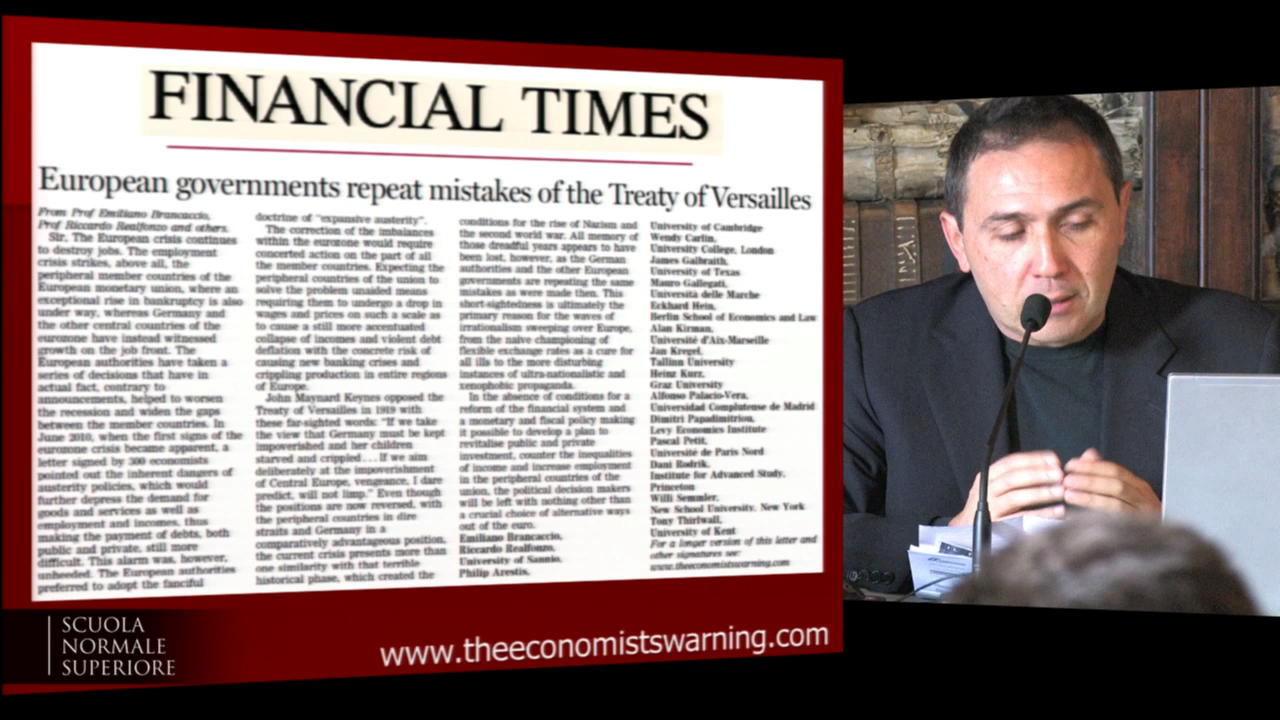 FINANCIAL TIMES
European governments repeat mistakes of the Treaty of Versailles
From Prof Emiliano Brancaccio,
Prof Riccardo Realfonzo and others.
Sir, The European crisis continues
to destroy jobs. The employment
crisis strikes, above all, the
peripheral member countries of the
European monetary union, where an
exceptional rise in bankruptcy is also
under way, whereas Germany and
the other central countries of the
eurozone have instead witnessed
growth on the job front. The
European authorities have taken a
series of decisions that have in
actual fact, contrary to
announcements, helped to worsen
the recession and widen the gaps
between the member countries. In
June 2010, when the first signs of the
eurozone crisis became apparent, a
letter signed by 300 economists
pointed out the inherent dangers of
austerity policies, which would
further depress the demand for
goods and services as well as
employment and incomes, thus
making the payment of debts, both
public and private, still more
difficult. This alarm was, however,
unheeded. The European authorities
preferred to adopt the fanciful
doctrine of "expansive austerity".
The correction of the imbalances
within the eurozone would require
concerted action on the part of all
the member countries. Expecting the
peripheral countries of the union to
solve the problem unaided means
requiring them to undergo a drop in
wages and prices on such a scale as
to cause a still more accentuated
collapse of incomes and violent debt
deflation with the concrete risk of
causing new banking crises and
crippling production in entire regions
of Europe.
John Maynard Keynes opposed the
Treaty of Versailles in 1919 with
these far-sighted words: "If we take
the view that Germany must be kept
impoverished and her children
starved and crippled . . . If we aim
deliberately at the impoverishment
of Central Europe, vengeance, I dare
predict, will not limp." Even though
the positions are now reversed, with
the peripheral countries in dire
straits and Germany in a
comparatively advantageous position,
the current crisis presents more than
one similarity with that terrible
historical phase, which created the
conditions for the rise of Nazism and
the second world war. All memory of
those dreadful years appears to have
been lost, however, as the German
authorities and the other European
governments are repeating the same
mistakes as were made then. This
short-sightedness is ultimately the
primary reason for the waves of
irrationalism sweeping over Europe,
from the naive championing of
flexible exchange rates as a cure for
all ills to the more disturbing
instances of ultra-nationalistic and
xenophobic propaganda.
In the absence of conditions for a
reform of the financial system and
a monetary and fiscal policy making
it possible to develop a plan to
revitalise public and private
investment, counter the inequalities
of income and increase employment
in the peripheral countries of the
union, the political decision makers
will be left with nothing other than
a crucial choice of alternative ways
out of the euro.
Emiliano Brancaccio,
Riccardo Realfonzo,
University of Sannio,
Philip Arestis,
University of Cambridge
Wendy Carlin,
University College, London
James Galbraith,
University of Texas
Mauro Gallegati,
Università delle Marche
Eckhard Hein,
Berlin School of Economics and Law
Alan Kirman,
Université d'Aix-Marseille
Jan Kregel,
Tallinn University
Heinz Kurz,
Graz University
Alfonso Palacio-Vera,
Universidad Complutense de Madrid
Dimitri Papadimitriou,
Levy Economics Institute
Pascal Petit,
Université de Paris Nord
Dani Rodrik,
Institute for Advanced Study,
Princeton
Willi Semmler,
New School University, New York
Tony Thirlwall,
University of Kent
For a longer version of this letter and
other signatures see:
www.theeconomistswarning.com
SCUOLA
NORMALE
SUPERIORE
www.theeconomistswarning.com